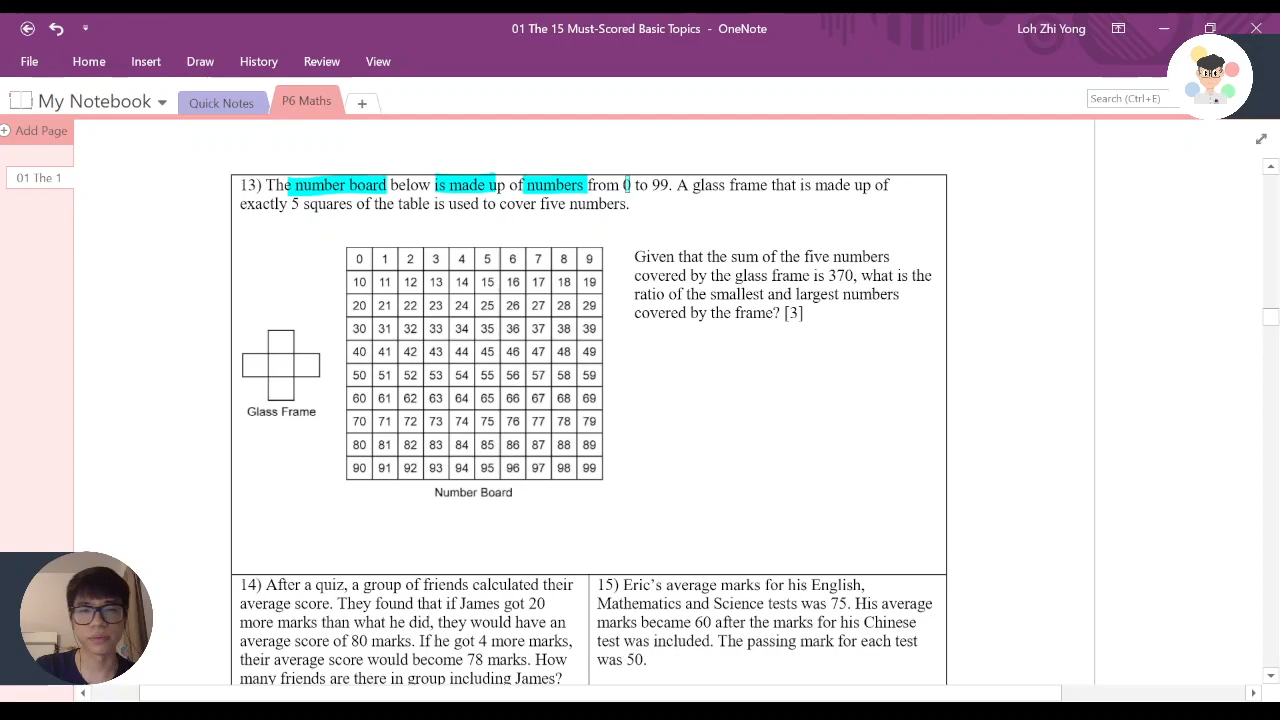 01 The 15 Must-Scored Basic Topics - OneNote
Loh Zhi Yong
File Home Insert Draw History Review View
My Notebook Quick Notes P6 Maths +
Search (Ctrl+E)
Add Page
01 The 1
13) The number board below is made up of numbers from 0 to 99. A glass frame that is made up of
exactly 5 squares of the table is used to cover five numbers.
0 1 2 3 4 5 6 7 8 9
10 11 12 13 14 15 16 17 18 19
20 21 22 23 24 25 26 27 28 29
30 31 32 33 34 35 36 37 38 39
40 41 42 43 44 45 46 47 48 49
50 51 52 53 54 55 56 57 58 59
60 61 62 63 64 65 66 67 68 69
70 71 72 73 74 75 76 77 78 79
80 81 82 83 84 85 86 87 88 89
90 91 92 93 94 95 96 97 98 99
Glass Frame
Number Board
Given that the sum of the five numbers
covered by the glass frame is 370, what is the
ratio of the smallest and largest numbers
covered by the frame? [3]
14) After a quiz, a group of friends calculated their
average score. They found that if James got 20
more marks than what he did, they would have an
average score of 80 marks. If he got 4 more marks,
their average score would become 78 marks. How
many friends are there in group including James?
15) Eric's average marks for his English,
Mathematics and Science tests was 75. His average
marks became 60 after the marks for his Chinese
test was included. The passing mark for each test
was 50.